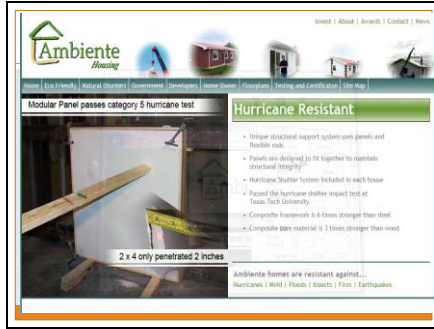 Invest | About | Awards | Contact | News
Ambiente
Housing
Home Eco Friendly Natural Disasters Government Developers Home Owner Floorplans Testing and Certification Site Map
Modular Panel passes category 5 hurricane test
Hurricane Resistant
Unique structural support system uses panels and
flexible rods.
Panels are designed to fit together to maintain
structural integrity
Hurricane Shutter System included in each house
Passed the hurricane shelter impact test at
Texas Tech University
Composite framework is 6 times stronger than steel
Composite core material is 3 times stronger than wood
2 x 4 only penetrated 2 inches
Ambiente homes are resistant against...
Hurricanes | Mold | Floods | Insects | Fires | Earthquakes